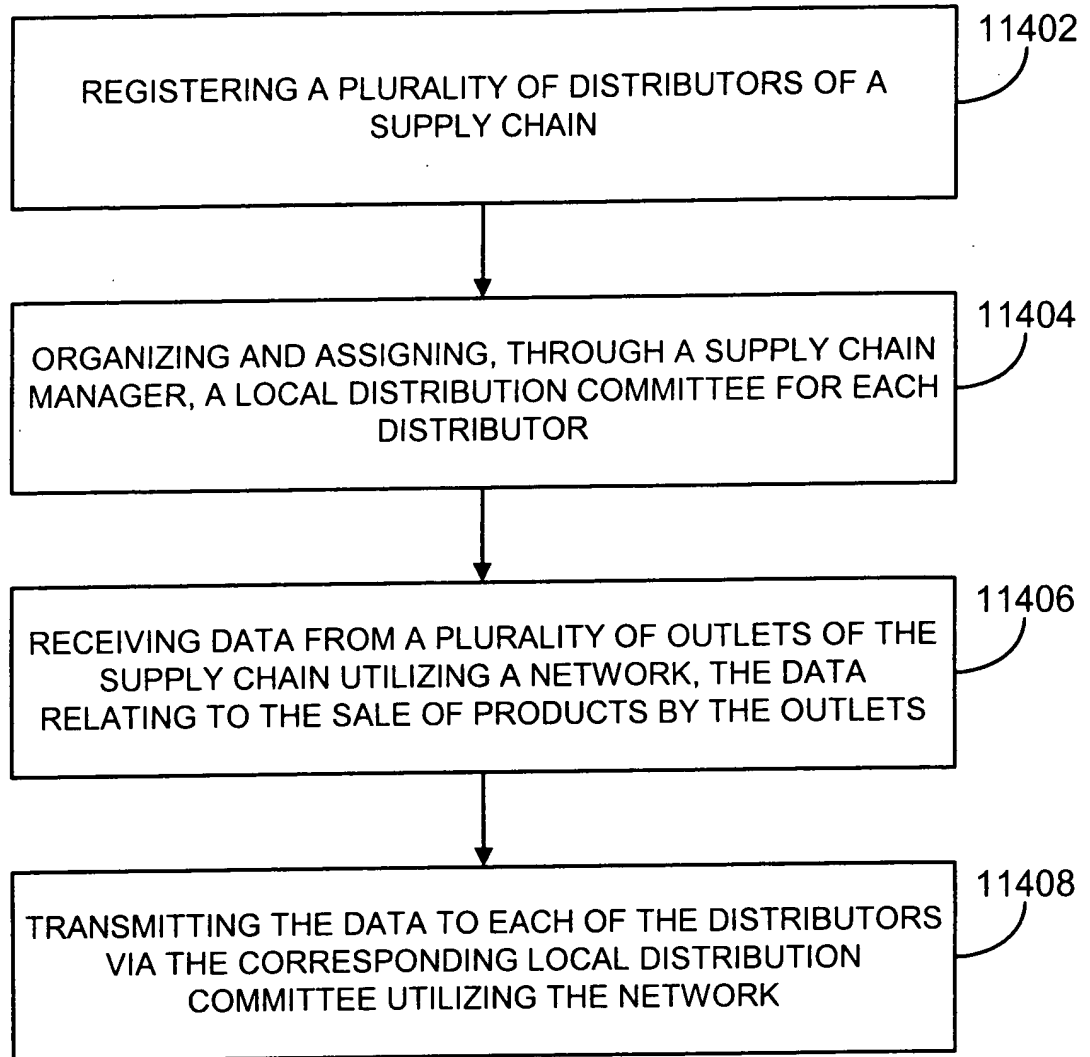 11402
REGISTERING A PLURALITY OF DISTRIBUTORS OF A
SUPPLY CHAIN
11404
ORGANIZING AND ASSIGNING, THROUGH A SUPPLY CHAIN
MANAGER, A LOCAL DISTRIBUTION COMMITTEE FOR EACH
DISTRIBUTOR
11406
RECEIVING DATA FROM A PLURALITY OF OUTLETS OF THE
SUPPLY CHAIN UTILIZING A NETWORK, THE DATA
RELATING TO THE SALE OF PRODUCTS BY THE OUTLETS
11408
TRANSMITTING THE DATA TO EACH OF THE DISTRIBUTORS
VIA THE CORRESPONDING LOCAL DISTRIBUTION
COMMITTEE UTILIZING THE NETWORK